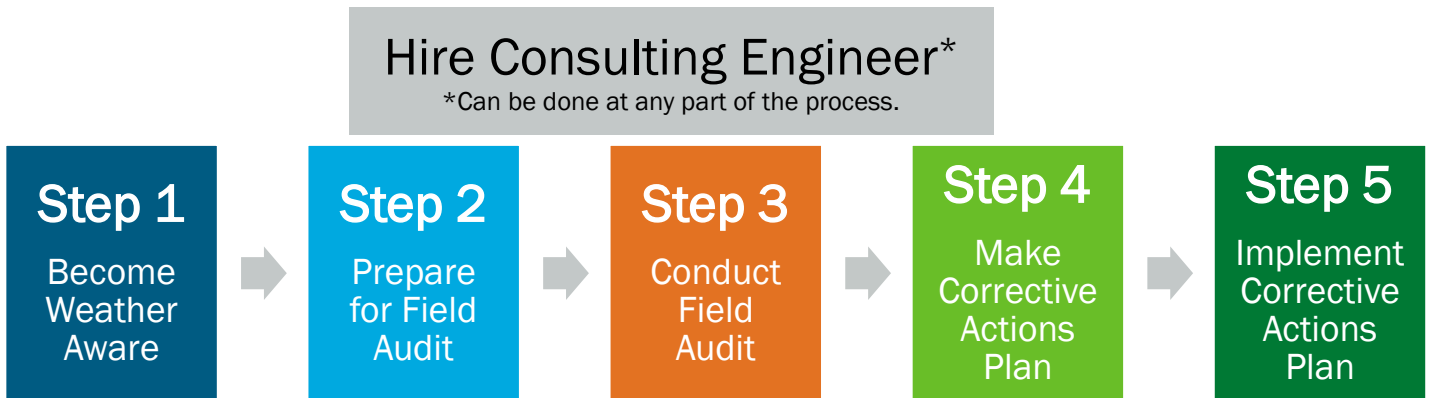 Hire Consulting Engineer*
*Can be done at any part of the process.
Step 1
Become
Weather
Aware
Step 2
Prepare
for Field
Audit
Step 3
Conduct
Field
Audit
Step 4
Make
Corrective
Actions
Plan
Step 5
Implement
Corrective
Actions
Plan